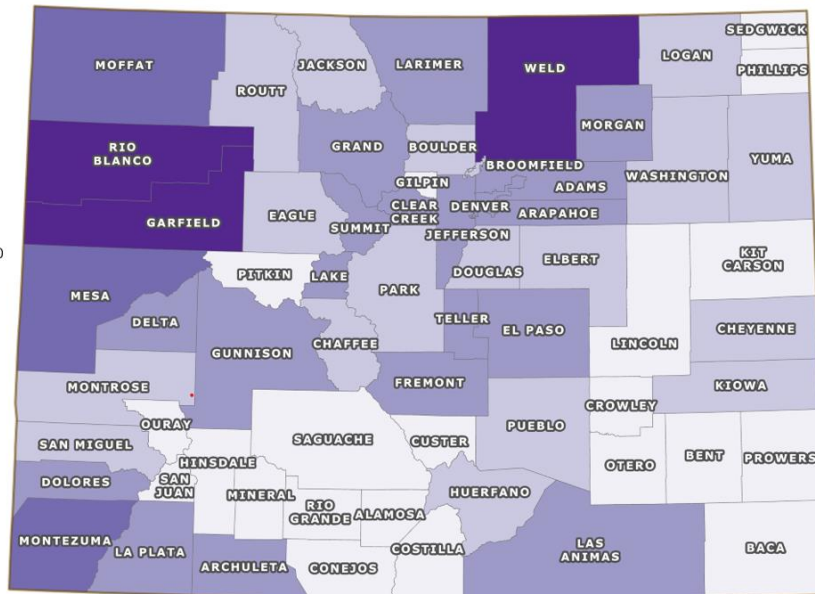 SEDGWICK
MOFFAT
JACKSON
LARIMER
WELD
LOGAN
PHILLIPS
ROUTT
MORGAN
RIO
BLANCO
GRAND
BOULDER
BROOMFIELD
WASHINGTON
YUMA
GILPIN
ADAMS
CLEAR
CREEK
DENVER
ARAPAHOE
GARFIELD
EAGLE
SUMMIT
JEFFERSON
PITKIN
LAKE
PARK
DOUGLAS
ELBERT
KIT
CARSON
MESA
DELTA
TELLER
EL PASO
LINCOLN
CHEYENNE
GUNNISON
CHAFFEE
FREMONT
MONTROSE
KIOWA
CROWLEY
OURAY
PUEBLO
SAN MIGUEL
SAGUACHE
CUSTER
OTERO
BENT
PROWERS
HINSDALE
DOLORES
SAN
JUAN
MINERAL
RIO
GRANDE
ALAMOSA
HUERFANO
MONTEZUMA
LA PLATA
ARCHULETA
CONEJOS
COSTILLA
LAS
ANIMAS
BACA